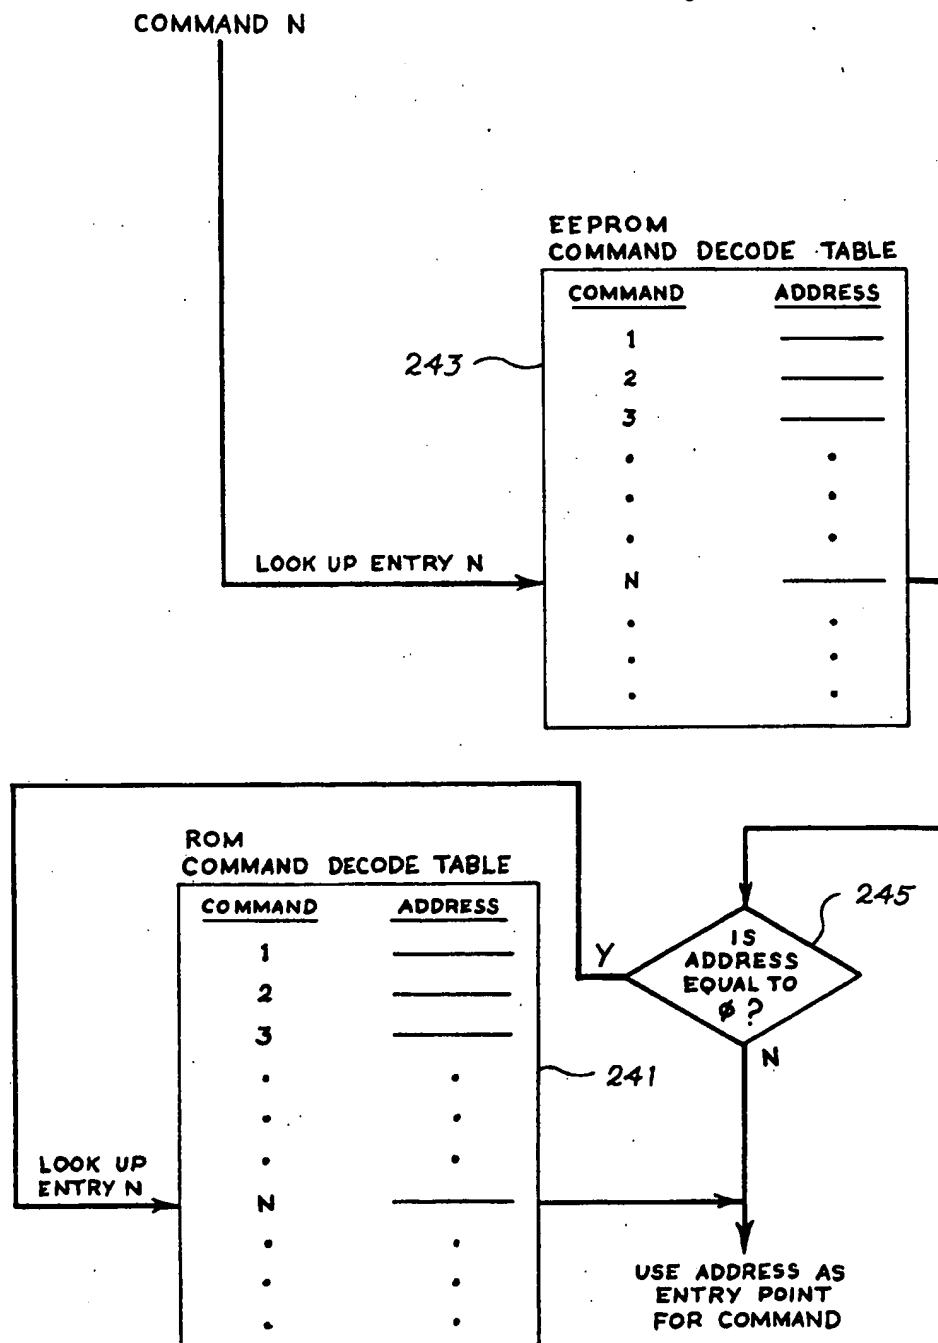 COMMAND N
EEPROM
COMMAND DECODE TABLE
COMMAND ADDRESS
1
243
2
3
LOOK UP ENTRY N
N
ROM
COMMAND DECODE TABLE
COMMAND ADDRESS
1
2
3
241
LOOK UP
ENTRY N
N
245
IS
ADDRESS
EQUAL TO
ø?
Y
N
USE ADDRESS AS
ENTRY POINT
FOR COMMAND